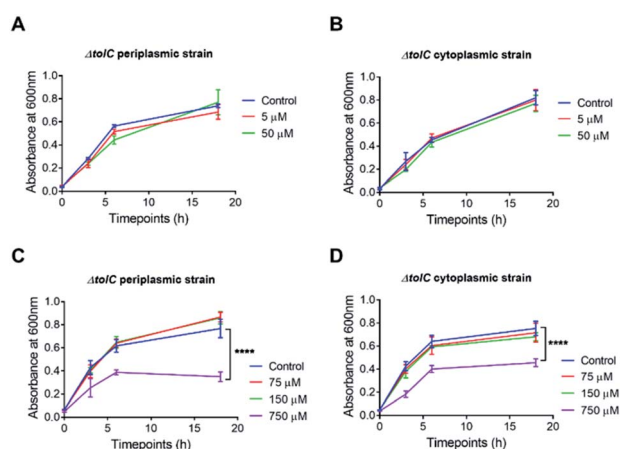 A
ΔtolC periplasmic strain
Absorbance at 600nm
1.0
0.8
0.6
0.4
0.2
0.0
0 5 10 15 20
Timepoints (h)
Control
5 μM
50 μM
B
ΔtolC cytoplasmic strain
Absorbance at 600nm
1.0
0.8
0.6
0.4
0.2
0.0
0 5 10 15 20
Timepoints (h)
Control
5 μM
50 μM
C
ΔtolC periplasmic strain
Absorbance at 600nm
1.0
0.8
0.6
0.4
0.2
0.0
0 5 10 15 20
Timepoints (h)
****
Control
75 μM
150 μM
750 μM
D
ΔtolC cytoplasmic strain
Absorbance at 600nm
1.0
0.8
0.6
0.4
0.2
0.0
0 5 10 15 20
Timepoints (h)
****
Control
75 μM
150 μM
750 μM